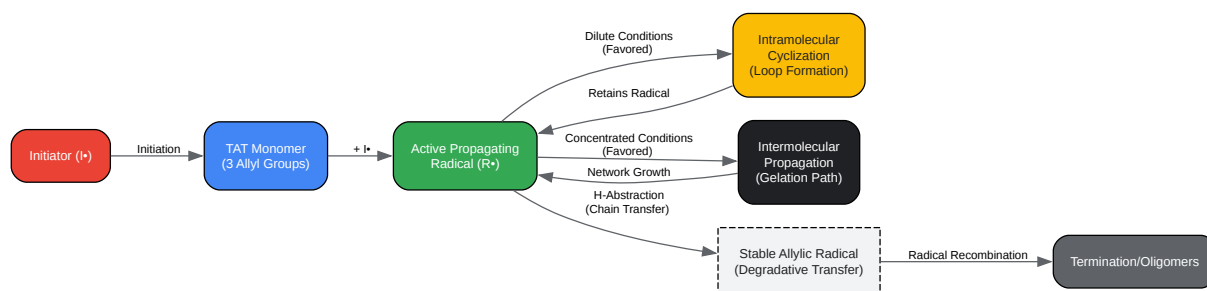 Initiator (I•)
Initiation
TAT Monomer
(3 Allyl Groups)
+ I•
Active Propagating
Radical (R•)
Dilute Conditions
(Favored)
Retains Radical
Intramolecular
Cyclization
(Loop Formation)
Concentrated Conditions
(Favored)
Network Growth
Intermolecular
Propagation
(Gelation Path)
H-Abstraction
(Chain Transfer)
Stable Allylic Radical
(Degradative Transfer)
Radical Recombination
Termination/Oligomers